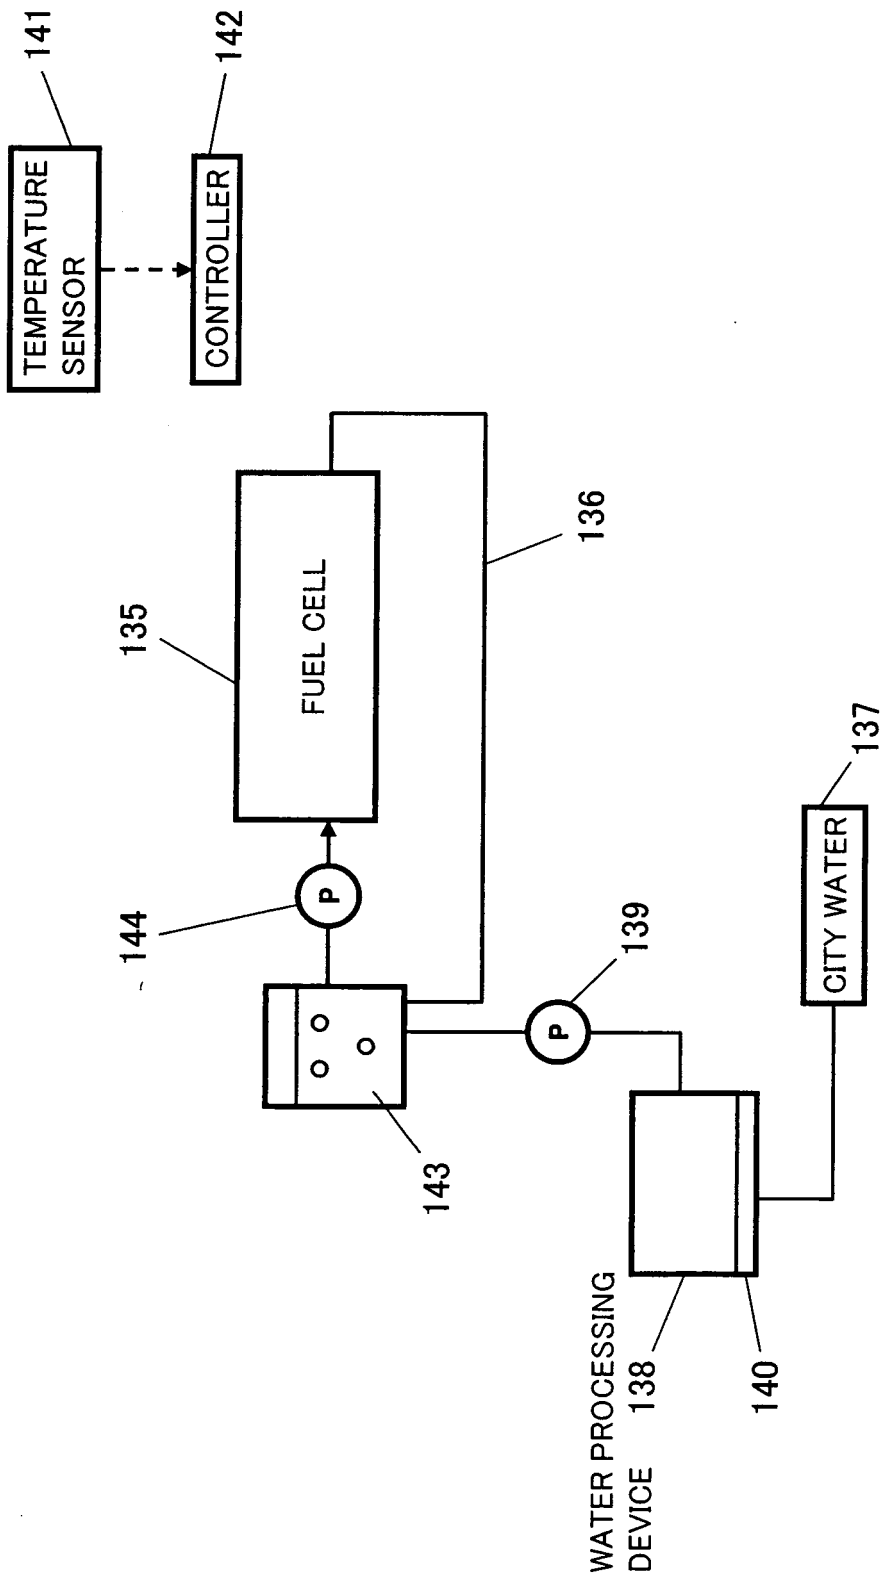 141
TEMPERATURE
SENSOR
142
CONTROLLER
135
FUEL CELL
136
144
P
143
139
P
137
CITY WATER
WATER PROCESSING
DEVICE
138
140